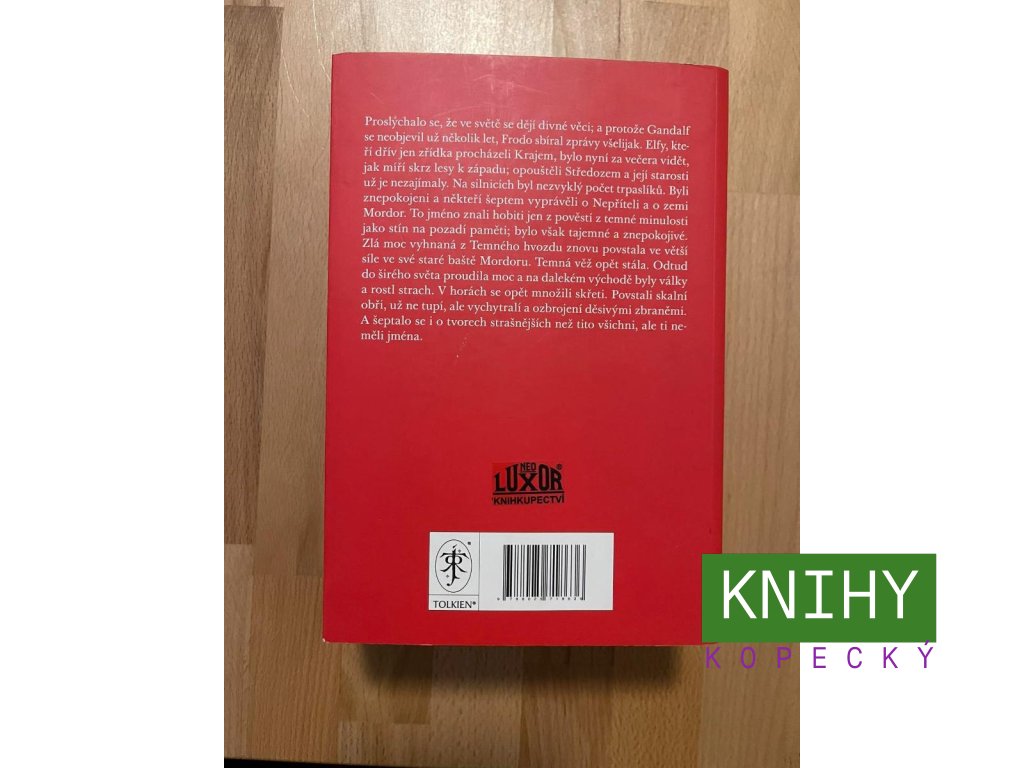 Proslýchalo se, že ve světě se dějí divné věci; a protože Gandalf
se neobjevil už několik let, Frodo sbíral zprávy všelijak. Elfy, kte-
ří dřív jen zřídka procházeli Krajem, bylo nyní za večera vidět,
jak míří skrz lesy k západu; opouštěli Středozem a její starosti
už je nezajímaly. Na silnicích byl nezvyklý počet trpaslíků. Byli
znepokojeni a někteří šeptem vyprávěli o Nepříteli a o zemi
Mordor. To jméno znali hobiti jen z pověstí z temné minulosti
jako stín na pozadí paměti; bylo však tajemné a znepokojivé.
Zlá moc vyhnaná z Temného hvozdu znovu povstala ve větší
síle ve své staré baště Mordoru. Temná věž opět stála. Odtud
do širého světa proudila moc a na dalekém východě byly války
a rostl strach. V horách se opět množili skřeti. Povstali skalní
obři, už ne tupí, ale vychytralí a ozbrojení děsivými zbraněmi.
A šeptalo se i o tvorech strašnějších než tito všichni, ale ti ne-
měli jména.
NEO
LUXOR®
KNIHKUPECTVÍ
TOLKIEN®
KNIHY
KOPECKÝ